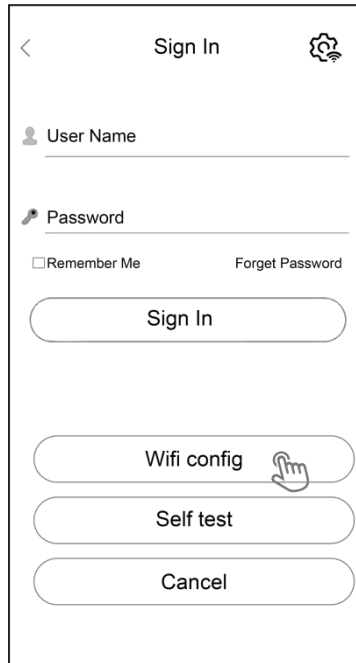 Sign In
User Name
Password
Remember Me Forget Password
Sign In
Wifi config
Self test
Cancel